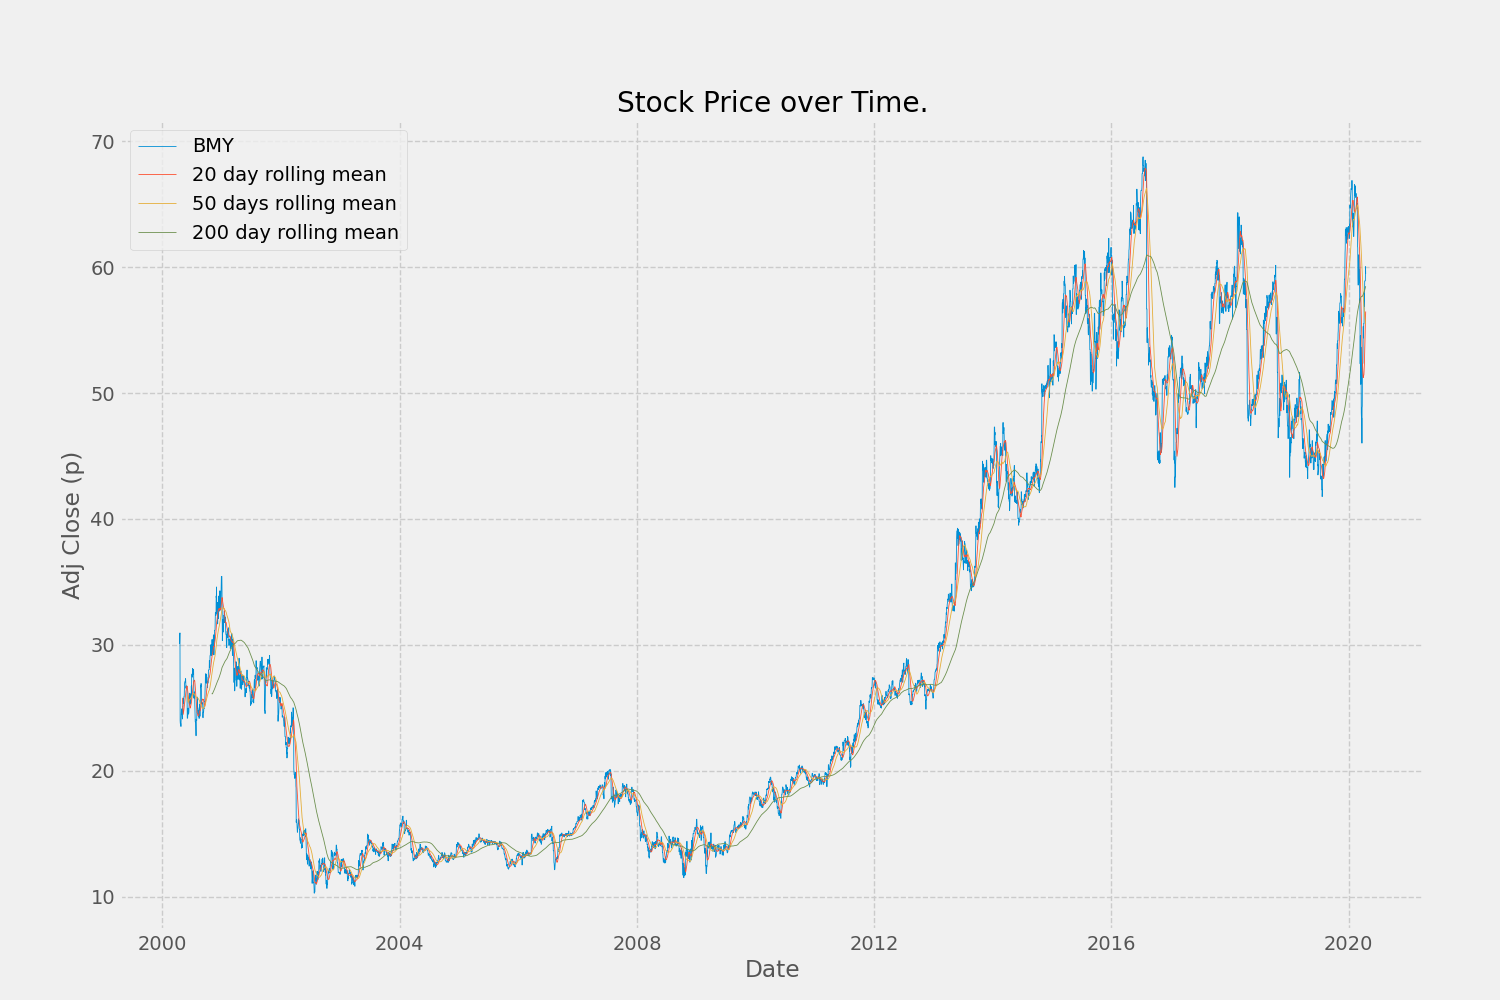 Stock Price over Time.
BMY
20 day rolling mean
50 days rolling mean
200 day rolling mean
Adj Close (p)
70
60
50
40
30
20
10
2000 2004 2008 2012 2016 2020
Date